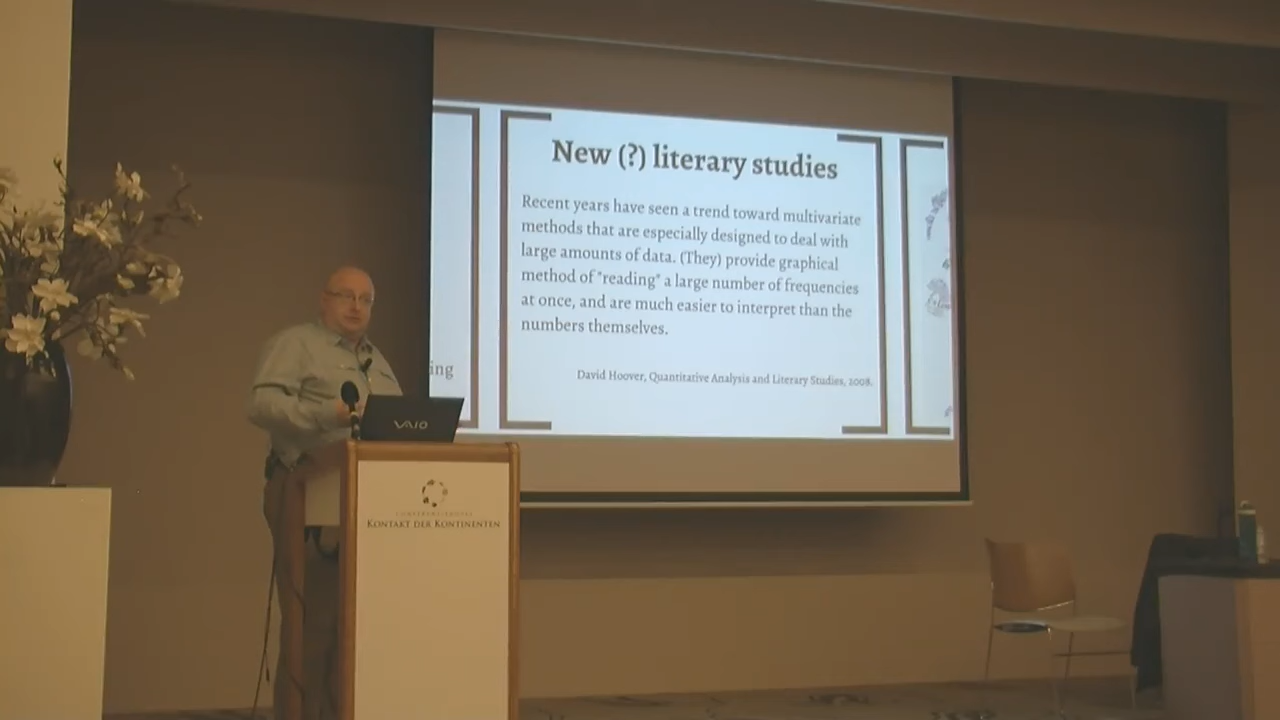 New (?) literary studies
Recent years have seen a trend toward multivariate
methods that are especially designed to deal with
large amounts of data. (They) provide graphical
method of "reading" a large number of frequencies
at once, and are much easier to interpret than the
numbers themselves.
David Hoover, Quantitative Analysis and Literary Studies, 2008.
ing
VAIO
KONTAKT DER KONTINENTEN